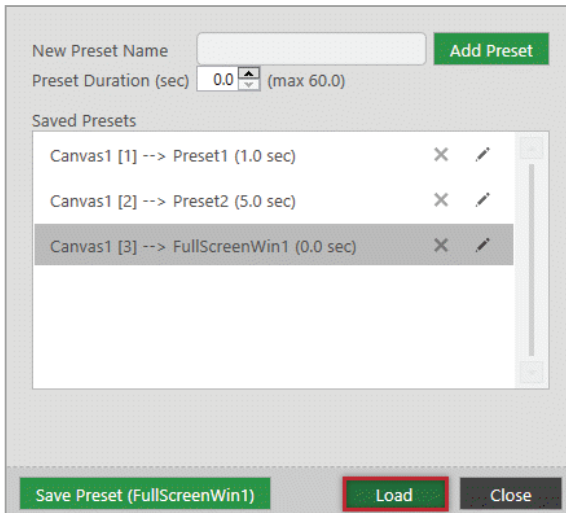 New Preset Name Add Preset
Preset Duration (sec) 0.0 (max 60.0)
Saved Presets
Canvas1 [1] --> Preset1 (1.0 sec)
Canvas1 [2] --> Preset2 (5.0 sec)
Canvas1 [3] --> FullScreenWin1 (0.0 sec)
Save Preset (FullScreenWin1) Load Close